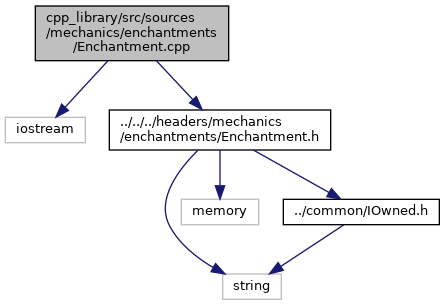 cpp_library/src/sources
/mechanics/enchantments
/Enchantment.cpp
iostream
../../../headers/mechanics
enchantments/Enchantment.h
memory
../common/IOwned.h
string